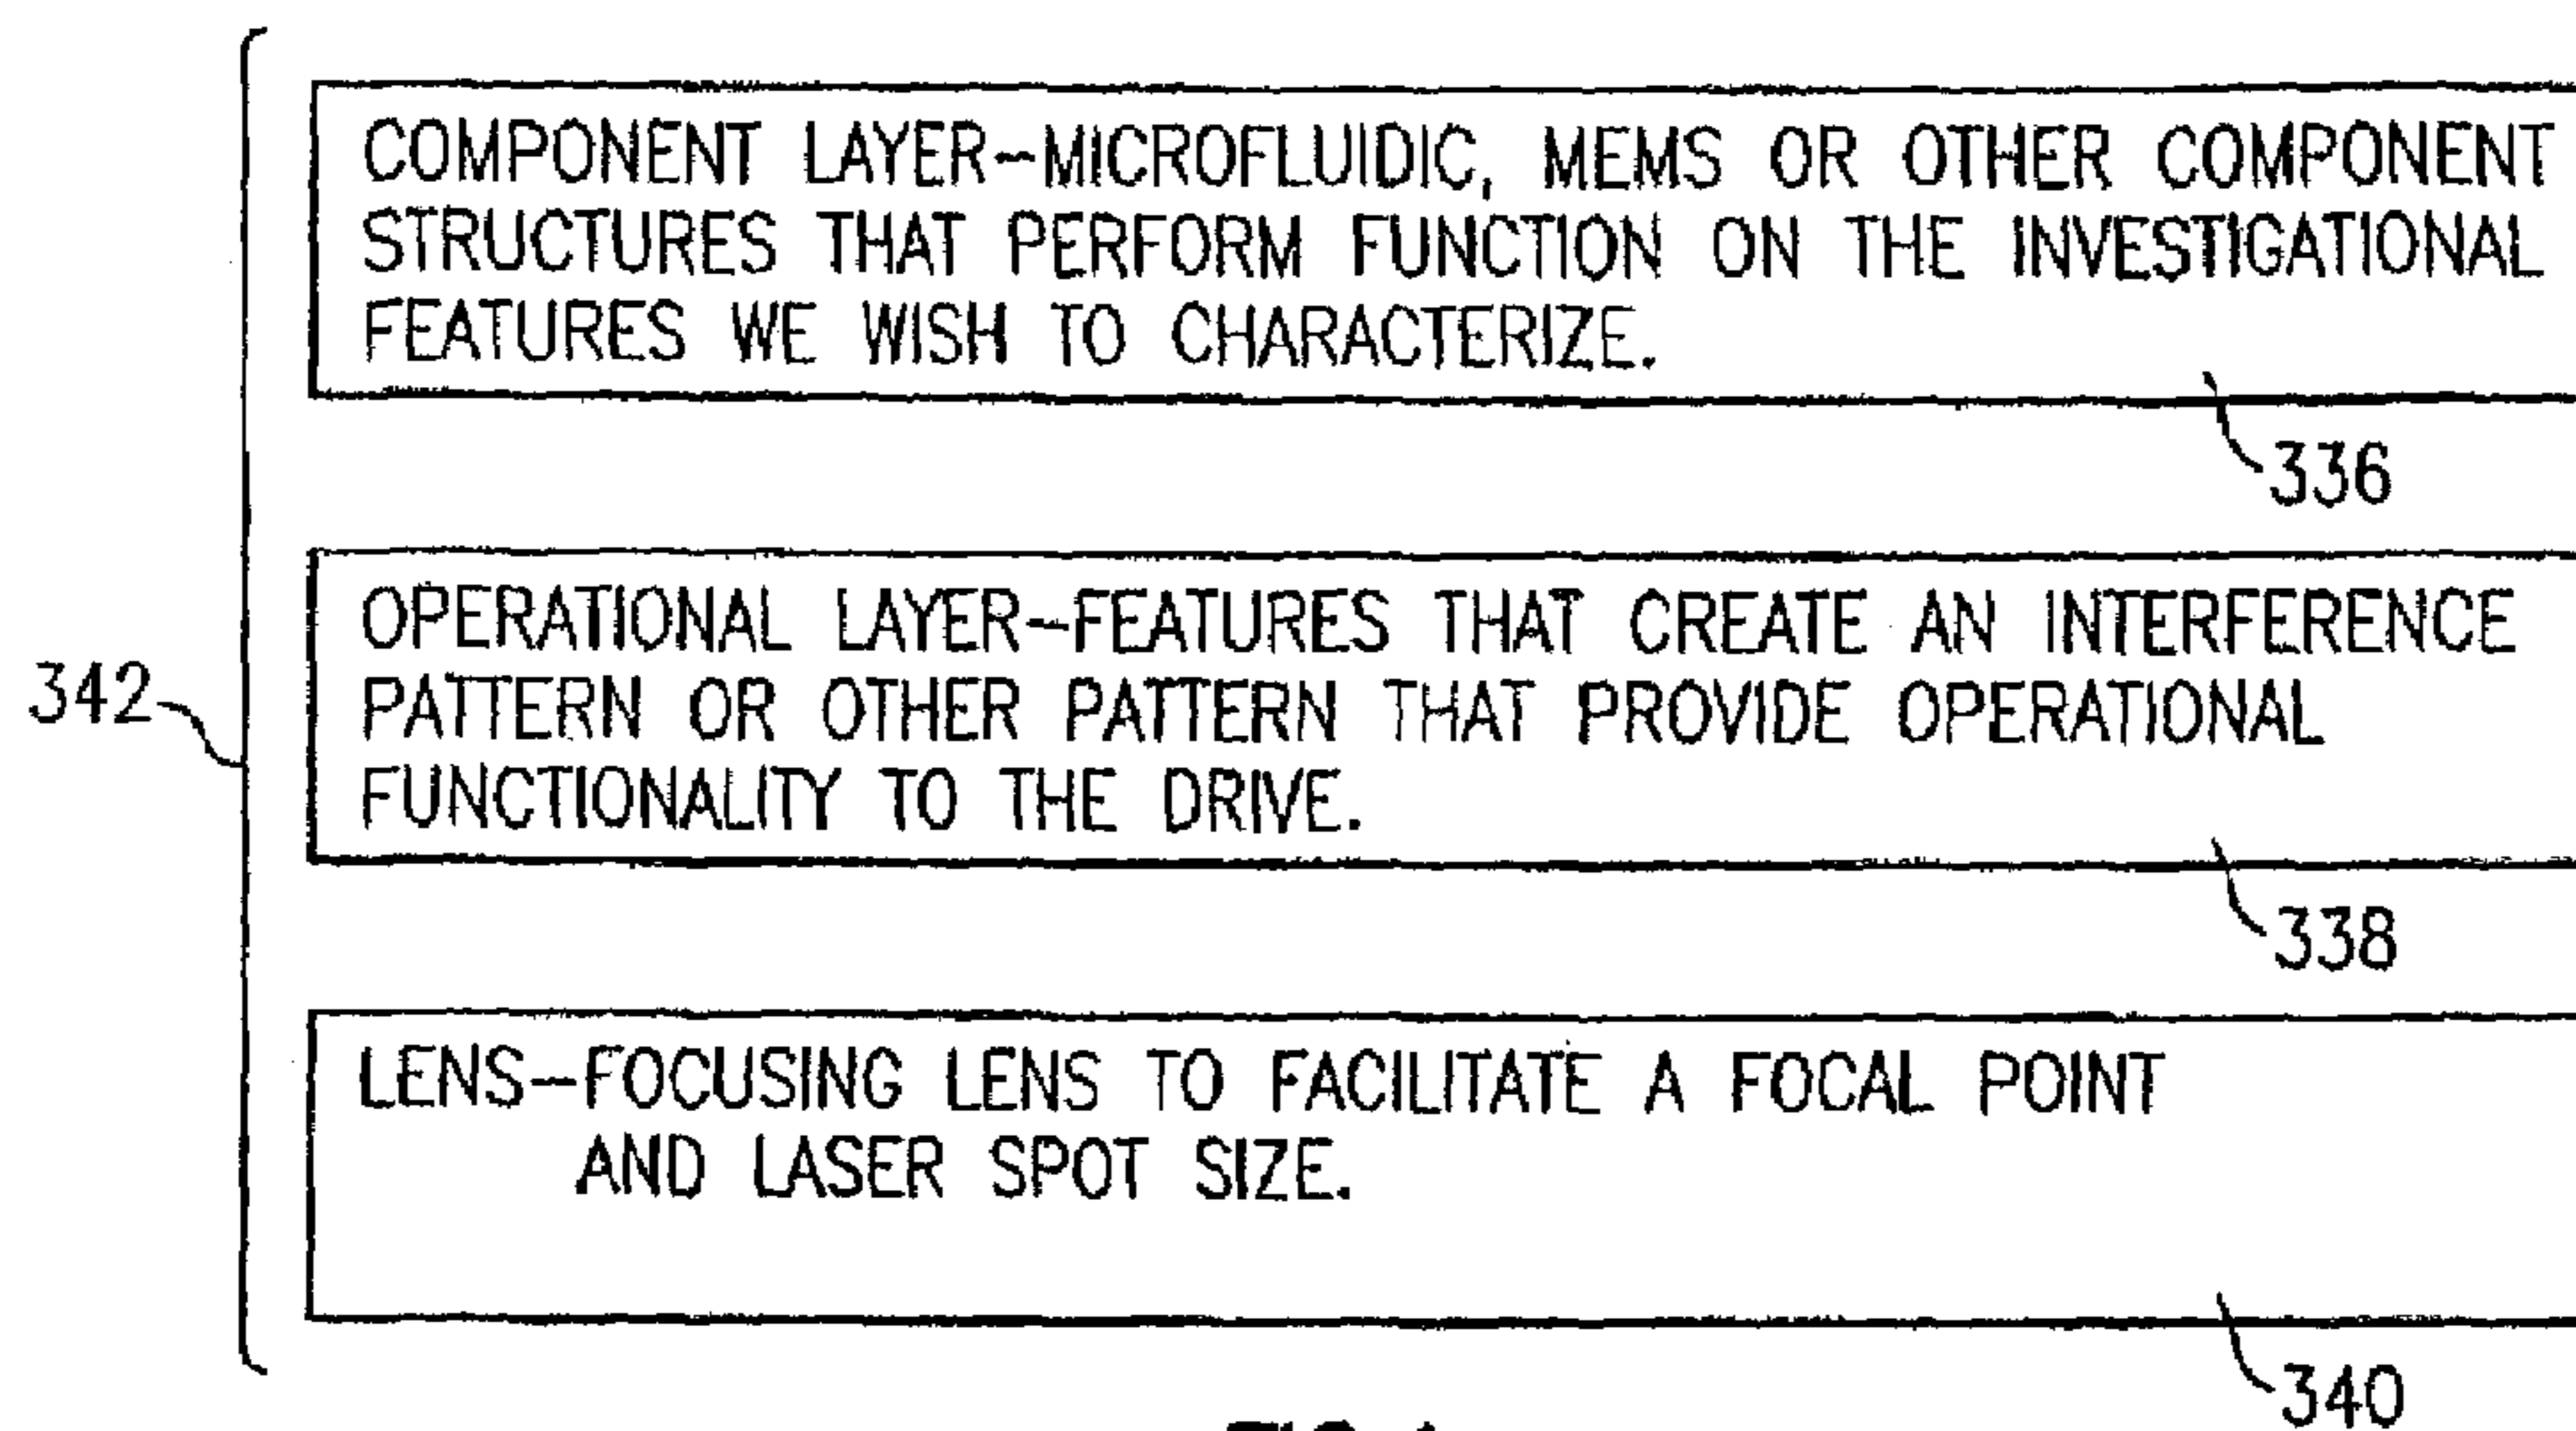 COMPONENT LAYER-MICROFLUIDIC, MEMS OR OTHER COMPONENT
STRUCTURES THAT PERFORM FUNCTION ON THE INVESTIGATIONAL
FEATURES WE WISH TO CHARACTERIZE.
336
OPERATIONAL LAYER-FEATURES THAT CREATE AN INTERFERENCE
PATTERN OR OTHER PATTERN THAT PROVIDE OPERATIONAL
FUNCTIONALITY TO THE DRIVE.
342
338
LENS-FOCUSING LENS TO FACILITATE A FOCAL POINT
AND LASER SPOT SIZE.
340